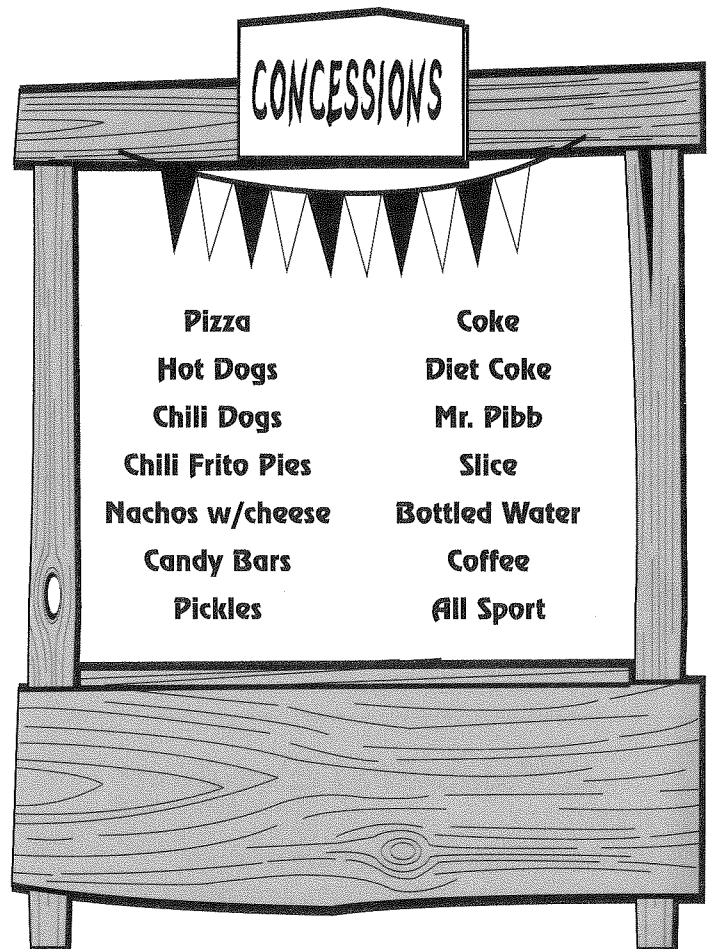 CONCESSIONS
Pizza
Hot Dogs
Chili Dogs
Chili Frito Pies
Nachos w/cheese
Candy Bars
Pickles
Coke
Diet Coke
Mr. Pibb
Slice
Bottled Water
Coffee
All Sport